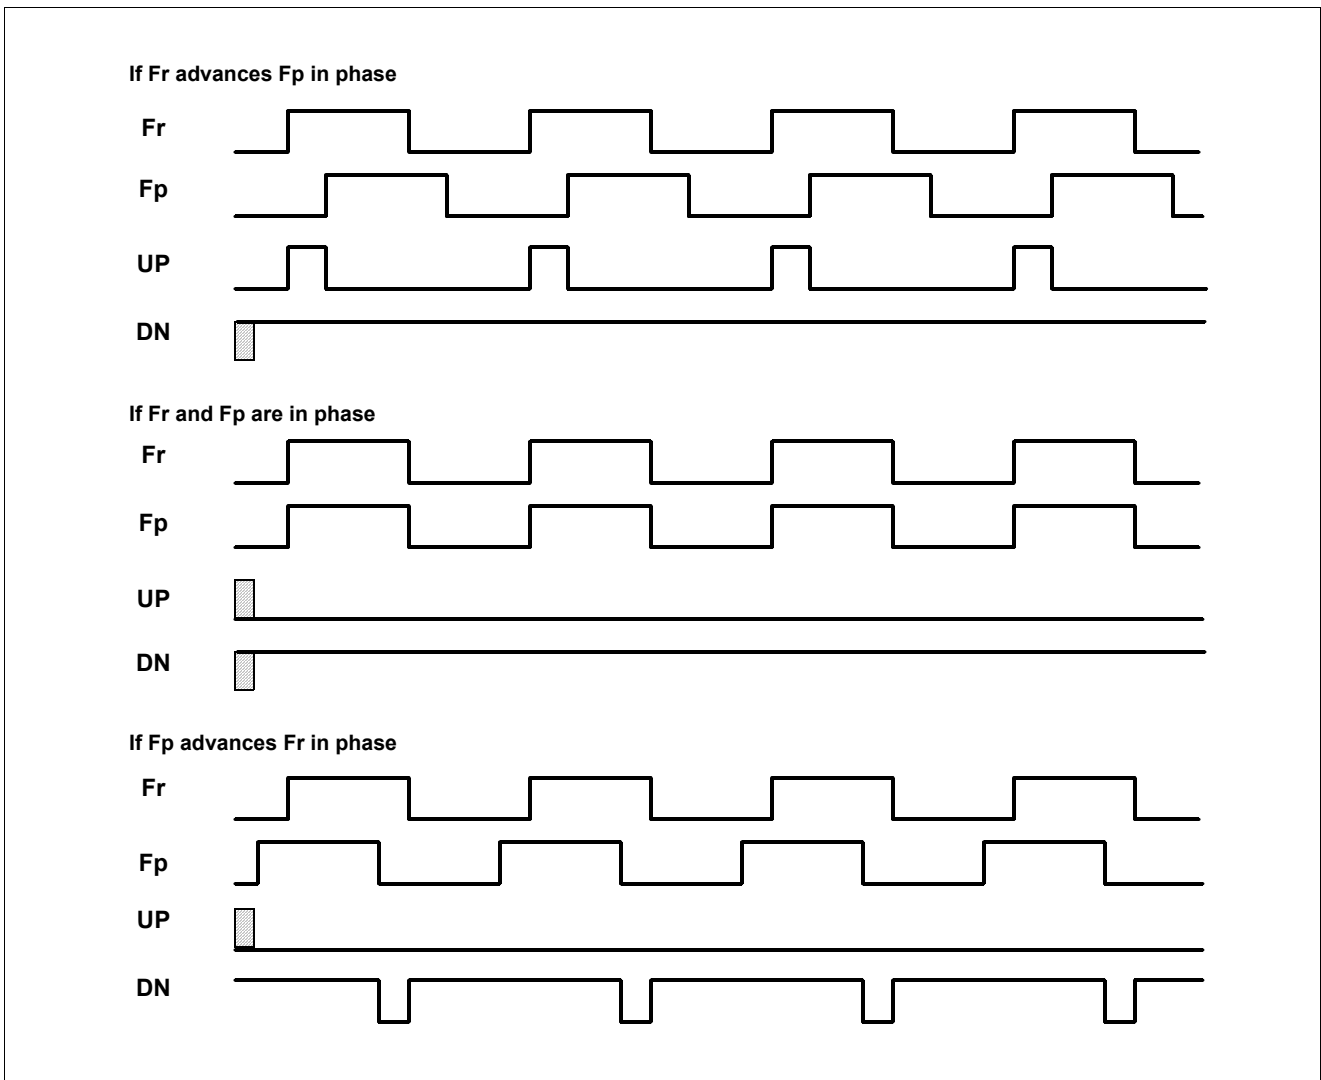 If Fr advances Fp in phase
Fr
Fp
UP
DN
If Fr and Fp are in phase
Fr
Fp
UP
DN
If Fp advances Fr in phase
Fr
Fp
UP
DN